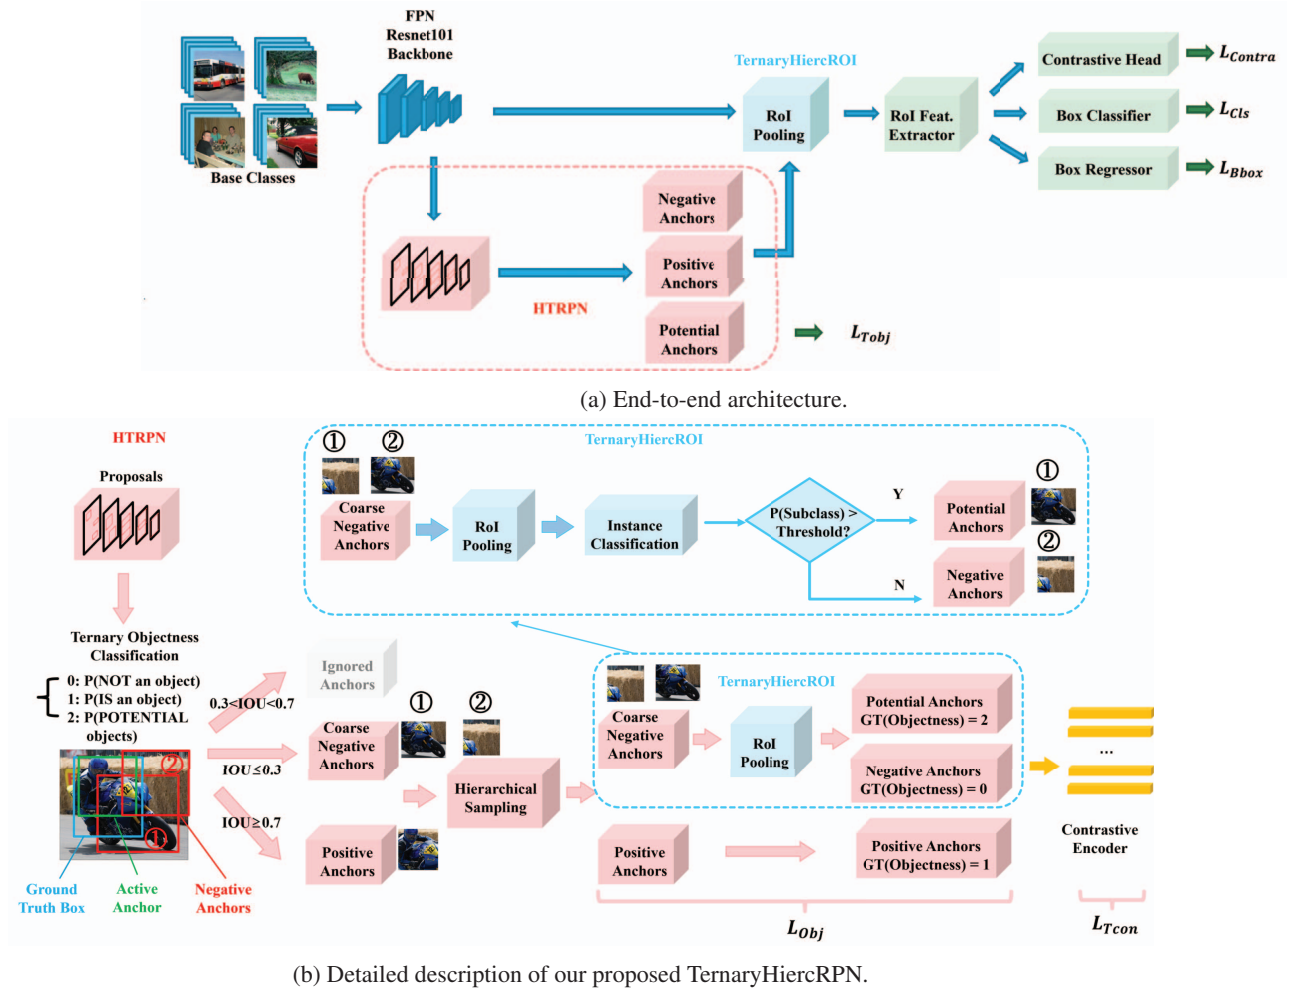 FPN
Resnet101
Backbone
Base Classes
TernaryHiercROI
RoI
Pooling
RoI Feat.
Extractor
Contrastive Head
L_Contra
Box Classifier
L_Cls
Box Regressor
L_Bbox
Negative
Anchors
Positive
Anchors
HTRPN
Potential
Anchors
L_Tobj
(a) End-to-end architecture.
HTRPN
Proposals
TernaryHiercROI
① ②
Coarse
Negative
Anchors
RoI
Pooling
Instance
Classification
P(Subclass) >
Threshold?
Y
N
Potential
Anchors
①
Negative
Anchors
②
Ternary Objectness
Classification
0: P(NOT an object)
1: P(IS an object)
2: P(POTENTIAL
objects)
0.3<IOU<0.7
IOU≤0.3
IOU≥0.7
②
①
Ground
Truth Box
Active
Anchor
Negative
Anchors
Ignored
Anchors
Coarse
Negative
Anchors
① ②
Positive
Anchors
Hierarchical
Sampling
TernaryHiercROI
Coarse
Negative
Anchors
RoI
Pooling
Potential Anchors
GT(Objectness) = 2
Negative Anchors
GT(Objectness) = 0
Positive
Anchors
Positive Anchors
GT(Objectness) = 1
L_Obj
...
Contrastive
Encoder
L_Tcon
(b) Detailed description of our proposed TernaryHiercRPN.